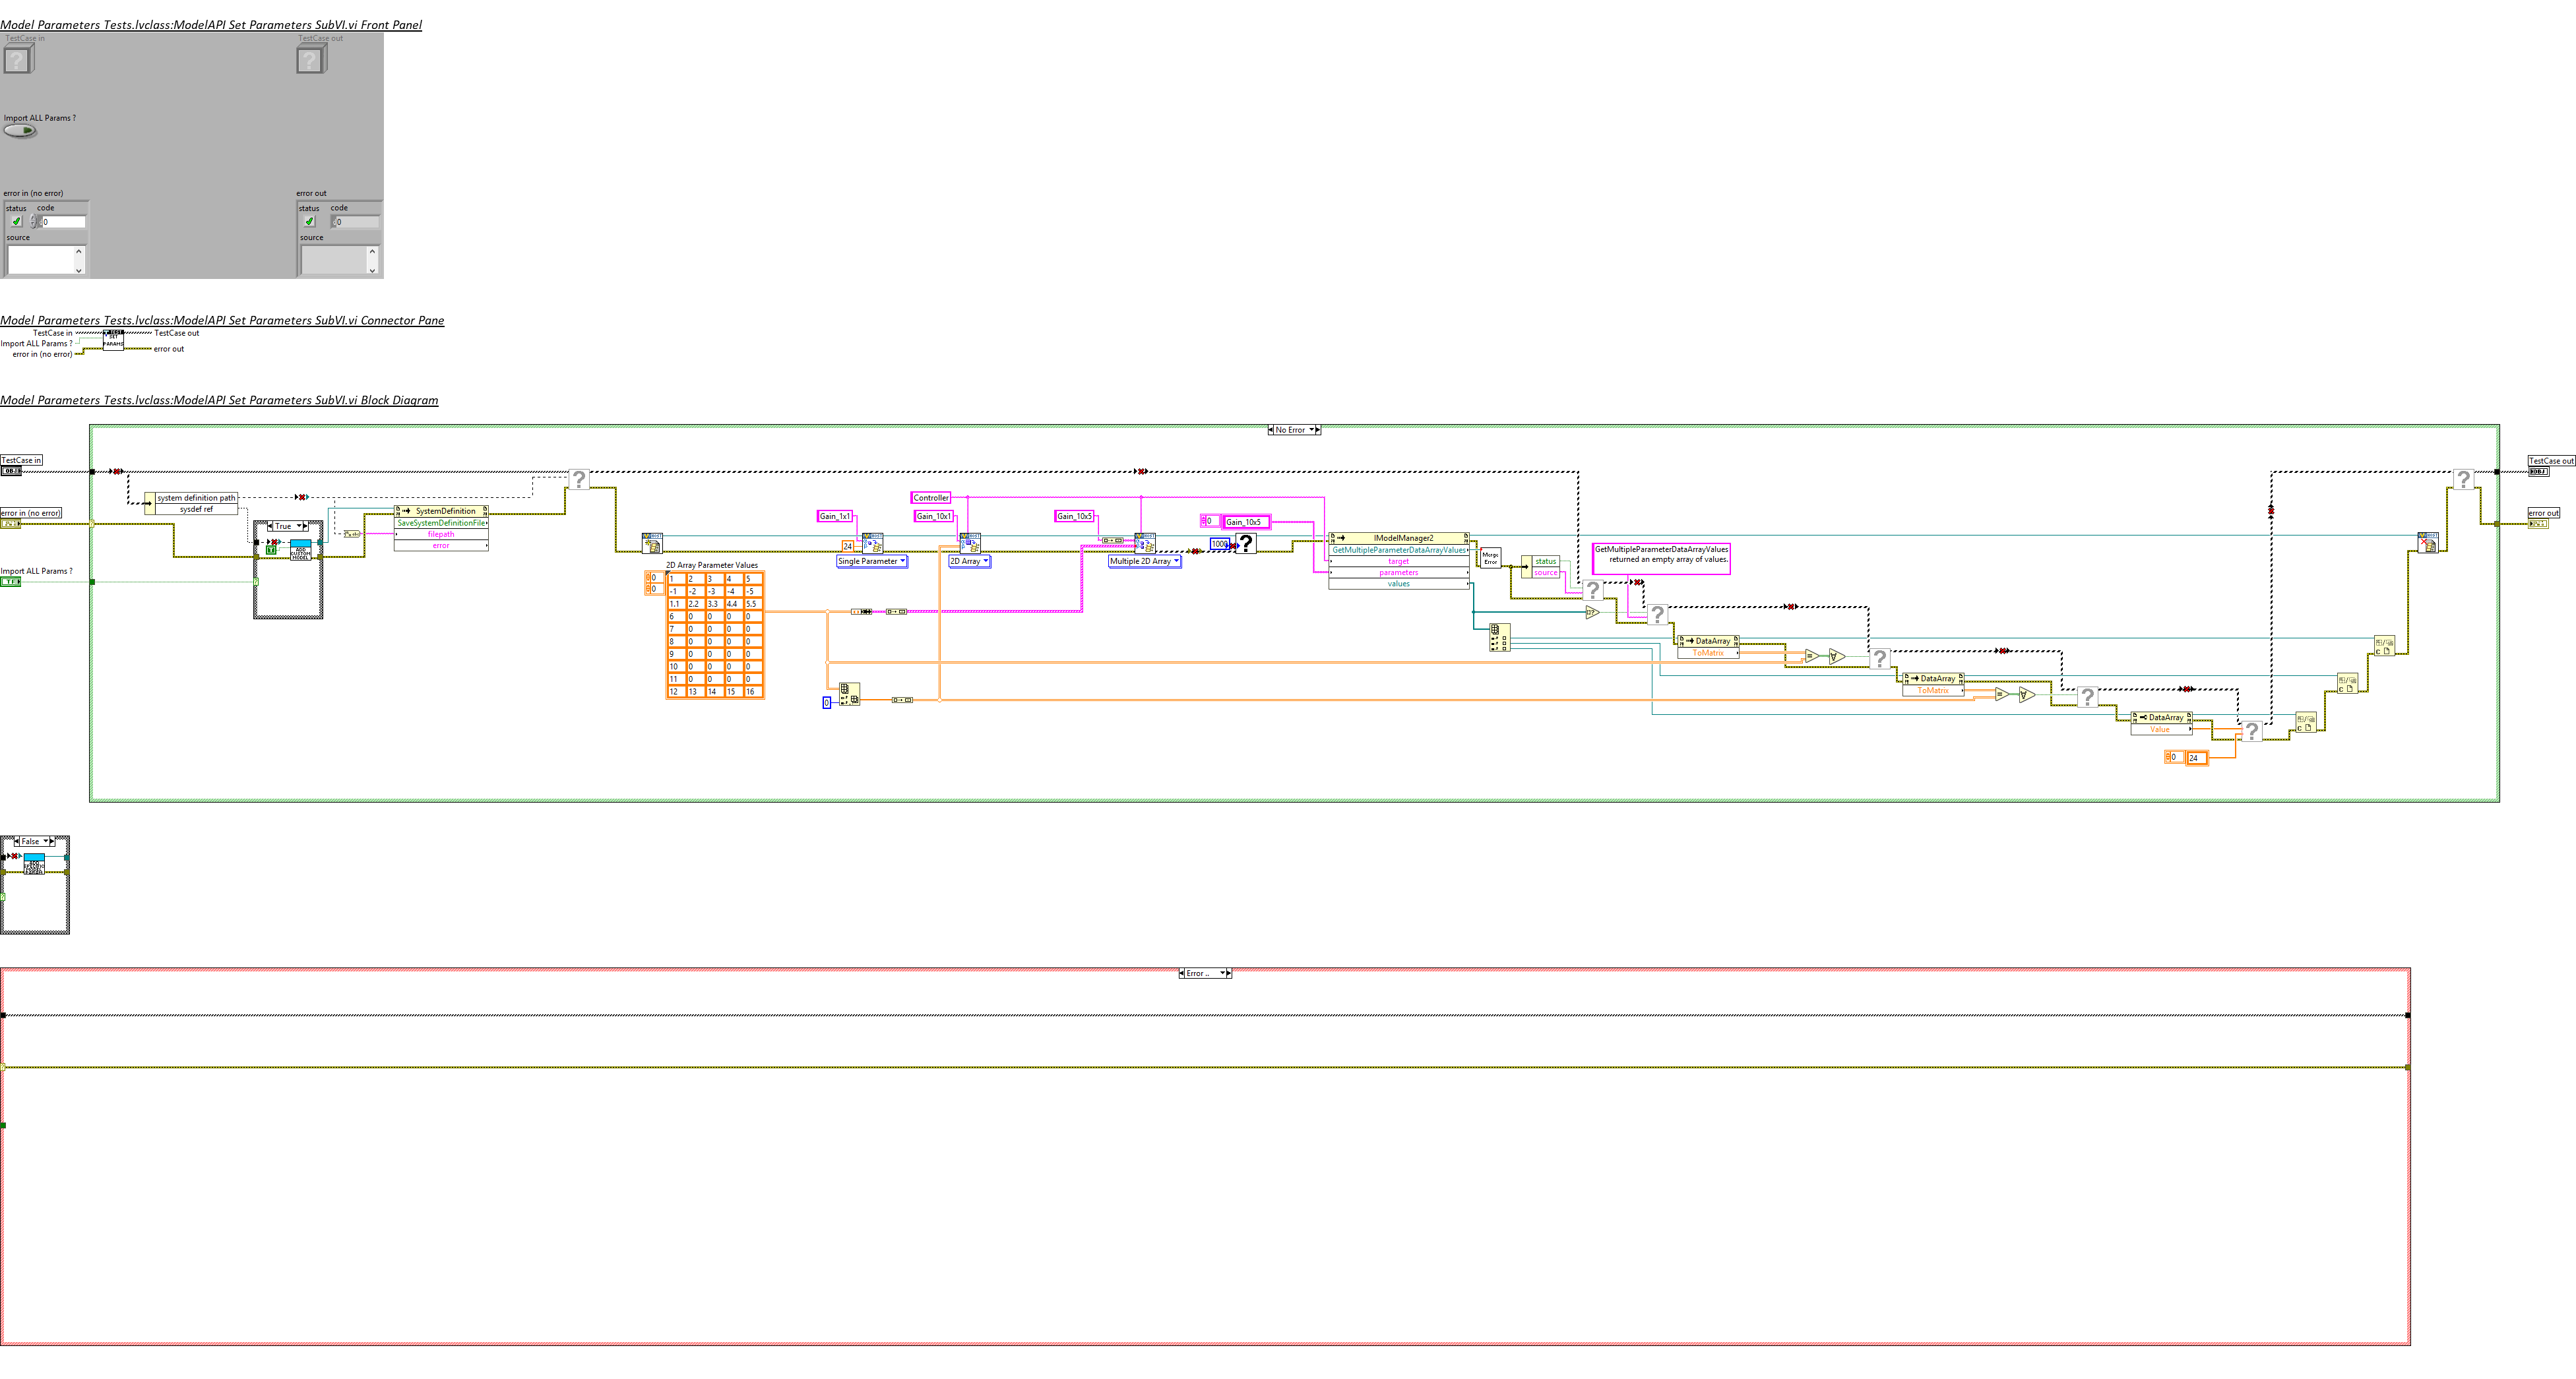 Model Parameters Tests.lvclass:ModelAPI Set Parameters SubVI.vi Front Panel
TestCase in
TestCase out
Import ALL Params ?
error in (no error)
error out
status code
0
source
status code
0
source
Model Parameters Tests.lvclass:ModelAPI Set Parameters SubVI.vi Connector Pane
TestCase in
TestCase out
Import ALL Params ?
error in (no error)
error out
TEST
SET
PARAMS
Model Parameters Tests.lvclass:ModelAPI Set Parameters SubVI.vi Block Diagram
No Error
TestCase in
OBJ
error in (no error)
Import ALL Params ?
TF
system definition path
sysdef ref
True
ADD
CUSTOM
MODEL
SystemDefinition
SaveSystemDefinitionFile
filepath
error
2D Array Parameter Values
0
0
1 2 3 4 5
-1 -2 -3 -4 -5
1.1 2.2 3.3 4.4 5.5
6 0 0 0 0
7 0 0 0 0
8 0 0 0 0
9 0 0 0 0
10 0 0 0 0
11 0 0 0 0
12 13 14 15 16
0
Gain_1x1
24
Single Parameter
Controller
Gain_10x1
2D Array
Gain_10x5
Multiple 2D Array
1000
0
Gain_10x5
IModelManager2
GetMultipleParameterDataArrayValues
target
parameters
values
Merge
Error
status
source
GetMultipleParameterDataArrayValues
returned an empty array of values.
DataArray
ToMatrix
DataArray
ToMatrix
DataArray
Value
0
24
TestCase out
OBJ
error out
False
Error ..